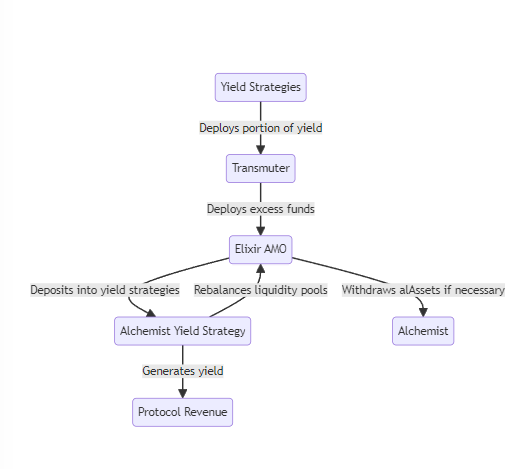 Yield Strategies
Deploys portion of yield
Transmuter
Deploys excess funds
Elixir AMO
Deposits into yield strategies
Rebalances liquidity pools
Withdraws alAssets if necessary
Alchemist Yield Strategy
Alchemist
Generates yield
Protocol Revenue